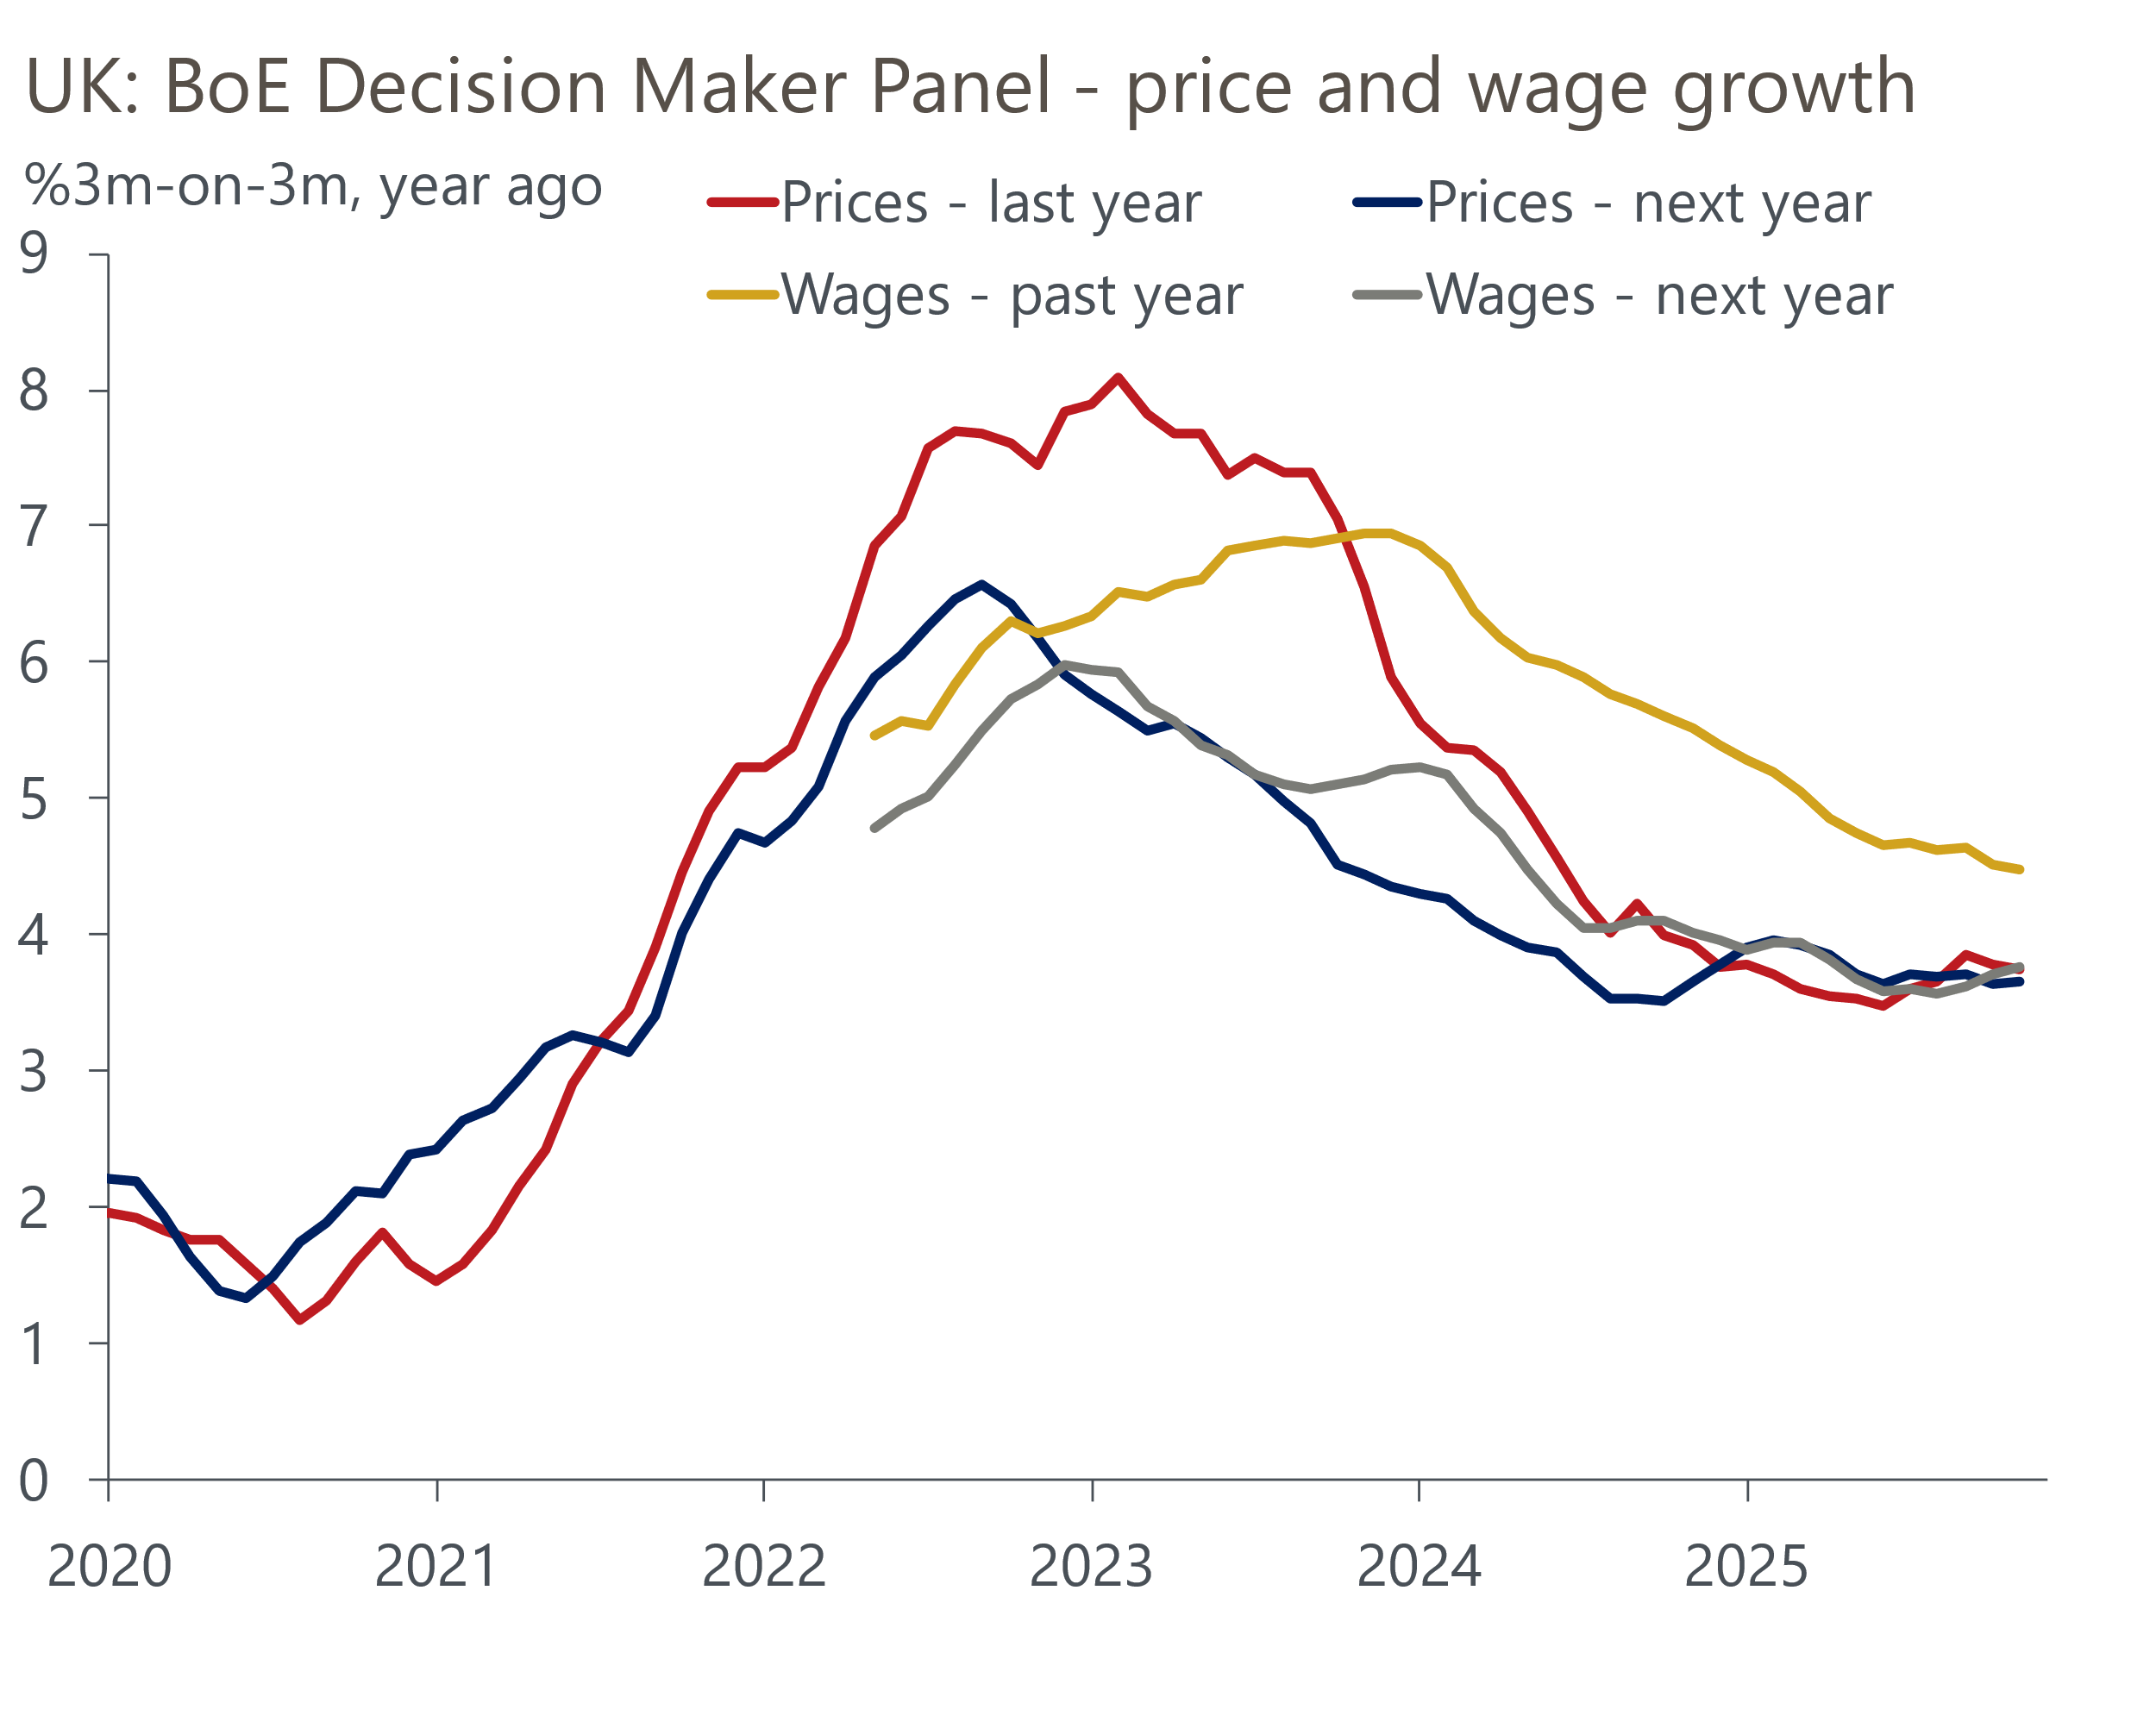 UK: BoE Decision Maker Panel - price and wage growth
%3m-on-3m, year ago
Prices - last year
Prices - next year
Wages - past year
Wages - next year
9
8
7
6
5
4
3
2
1
0
2020 2021 2022 2023 2024 2025